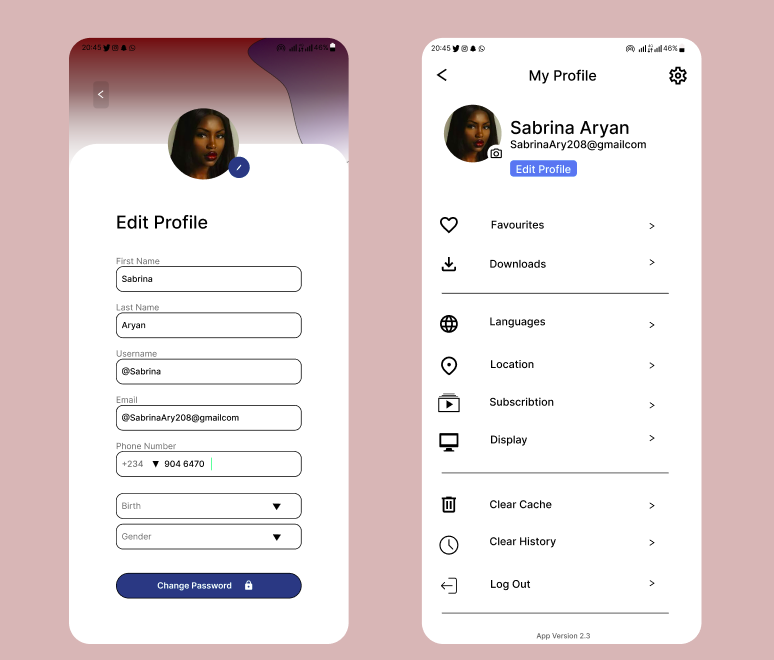 20:45
46%
Edit Profile
First Name
Sabrina
Last Name
Aryan
Username
@Sabrina
Email
@SabrinaAry208@gmailcom
Phone Number
+234 904 6470
Birth
Gender
Change Password
20:45
46%
My Profile
Sabrina Aryan
SabrinaAry208@gmailcom
Edit Profile
Favourites
Downloads
Languages
Location
Subscribtion
Display
Clear Cache
Clear History
Log Out
App Version 2.3